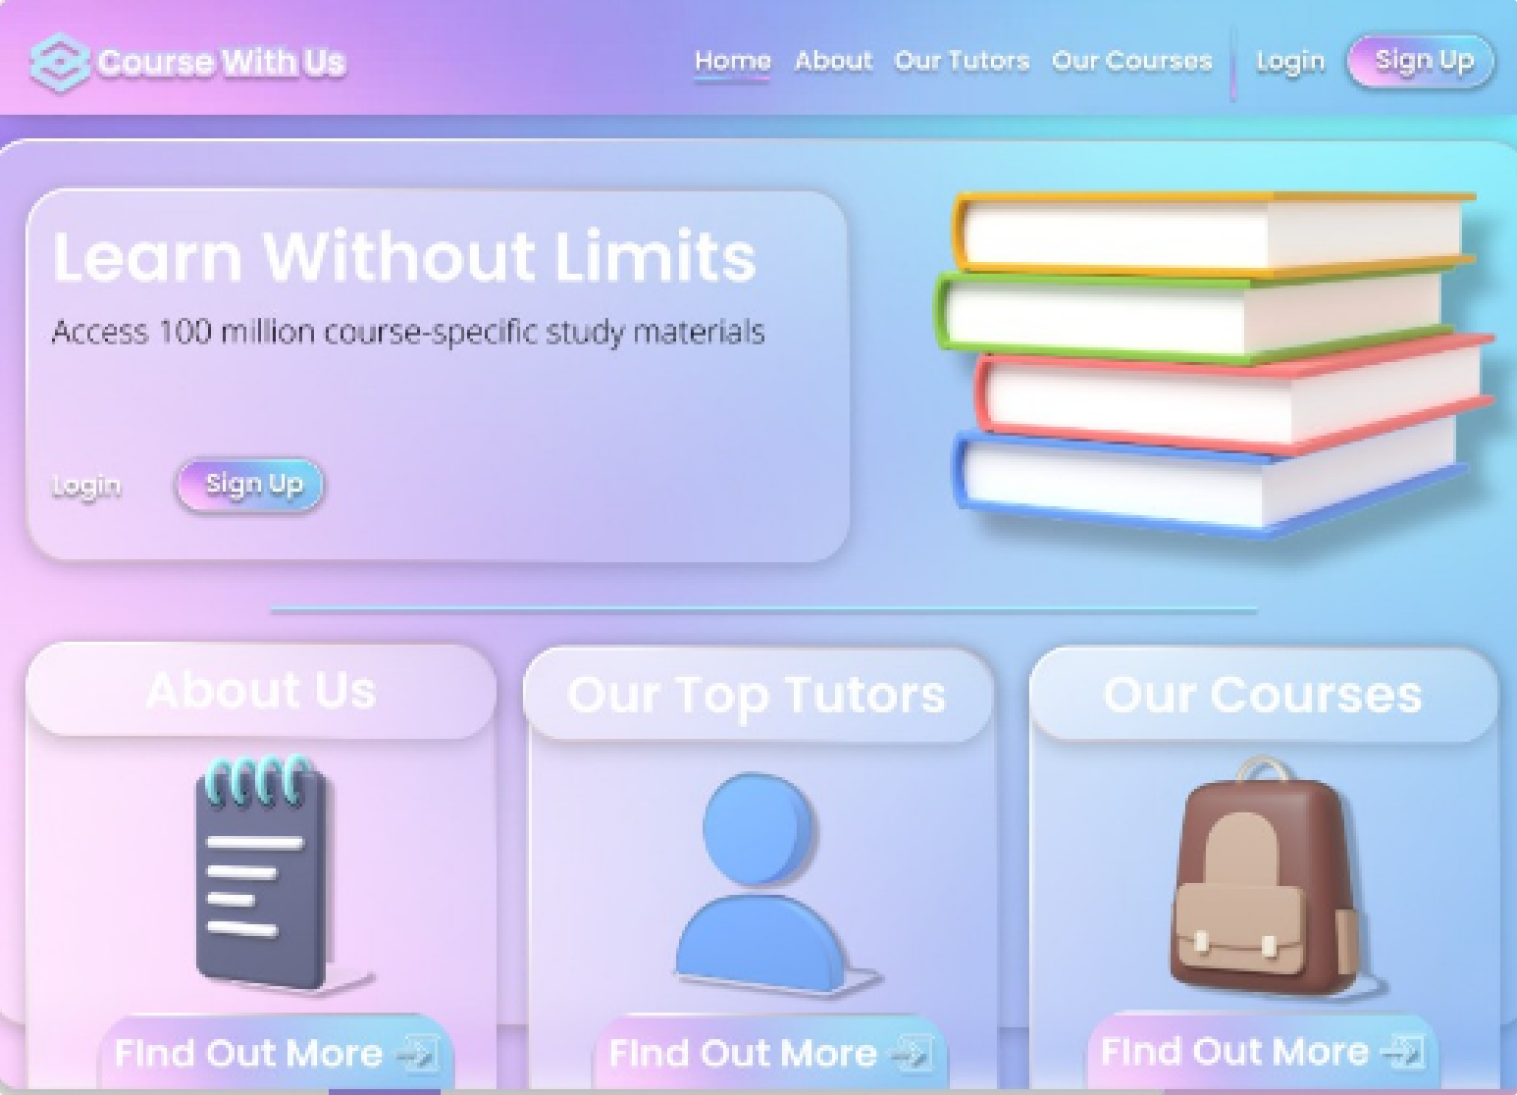 Course With Us
Home About Our Tutors Our Courses Login Sign Up
Learn Without Limits
Access 100 million course-specific study materials
Login Sign Up
About Us
Our Top Tutors
Our Courses
FInd Out More
FInd Out More
FInd Out More